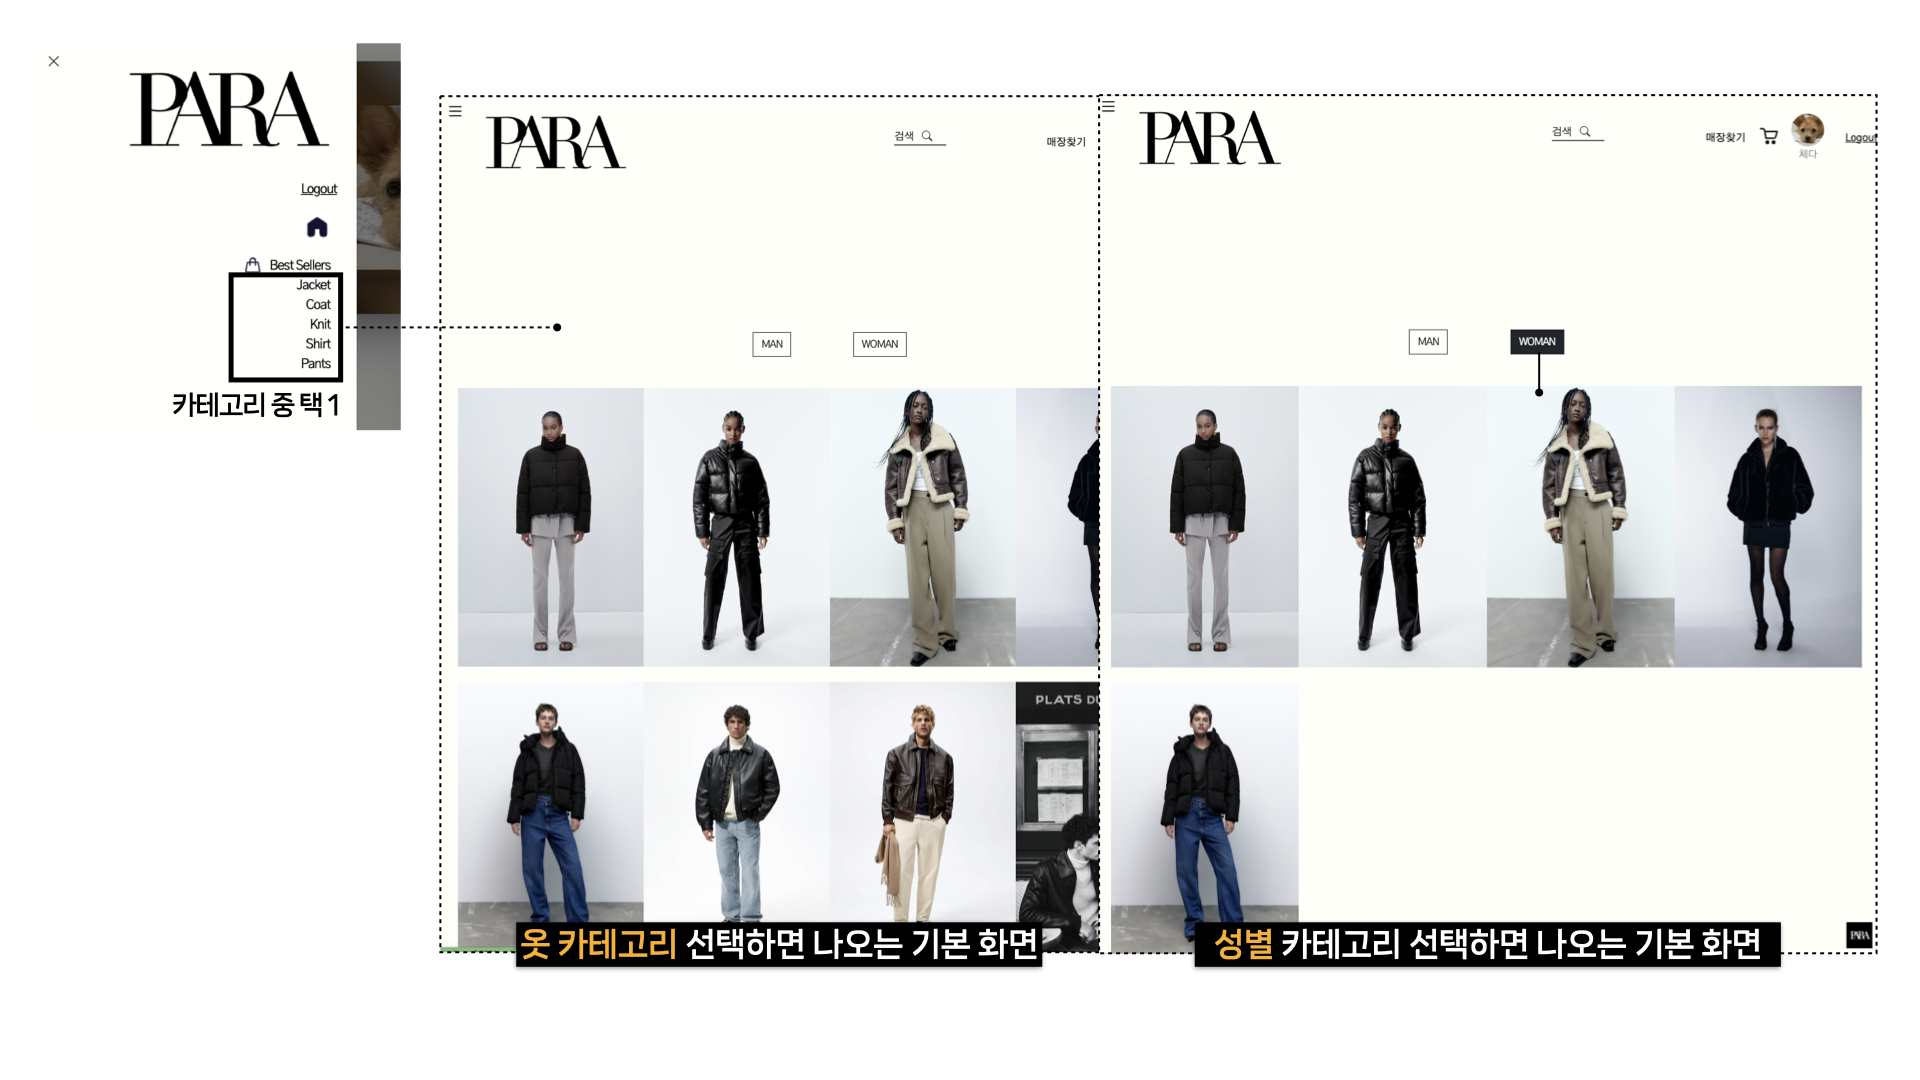 PARA
Logout
Best Sellers
Jacket
Coat
Knit
Shirt
Pants
카테고리 중 택 1
PARA
검색
매장찾기
MAN
WOMAN
PLATS DU
옷 카테고리 선택하면 나오는 기본 화면
PARA
검색
매장찾기
체다
Logout
MAN
WOMAN
성별 카테고리 선택하면 나오는 기본 화면
PARA